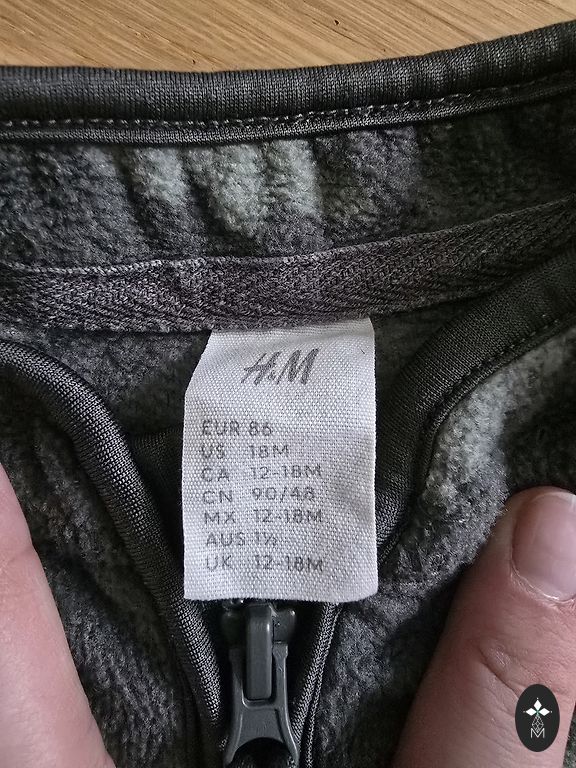 H&M
EUR 86
US 18M
CA 12-18M
CN 90/48
MX 12-18M
AUS 1½
UK 12-18M